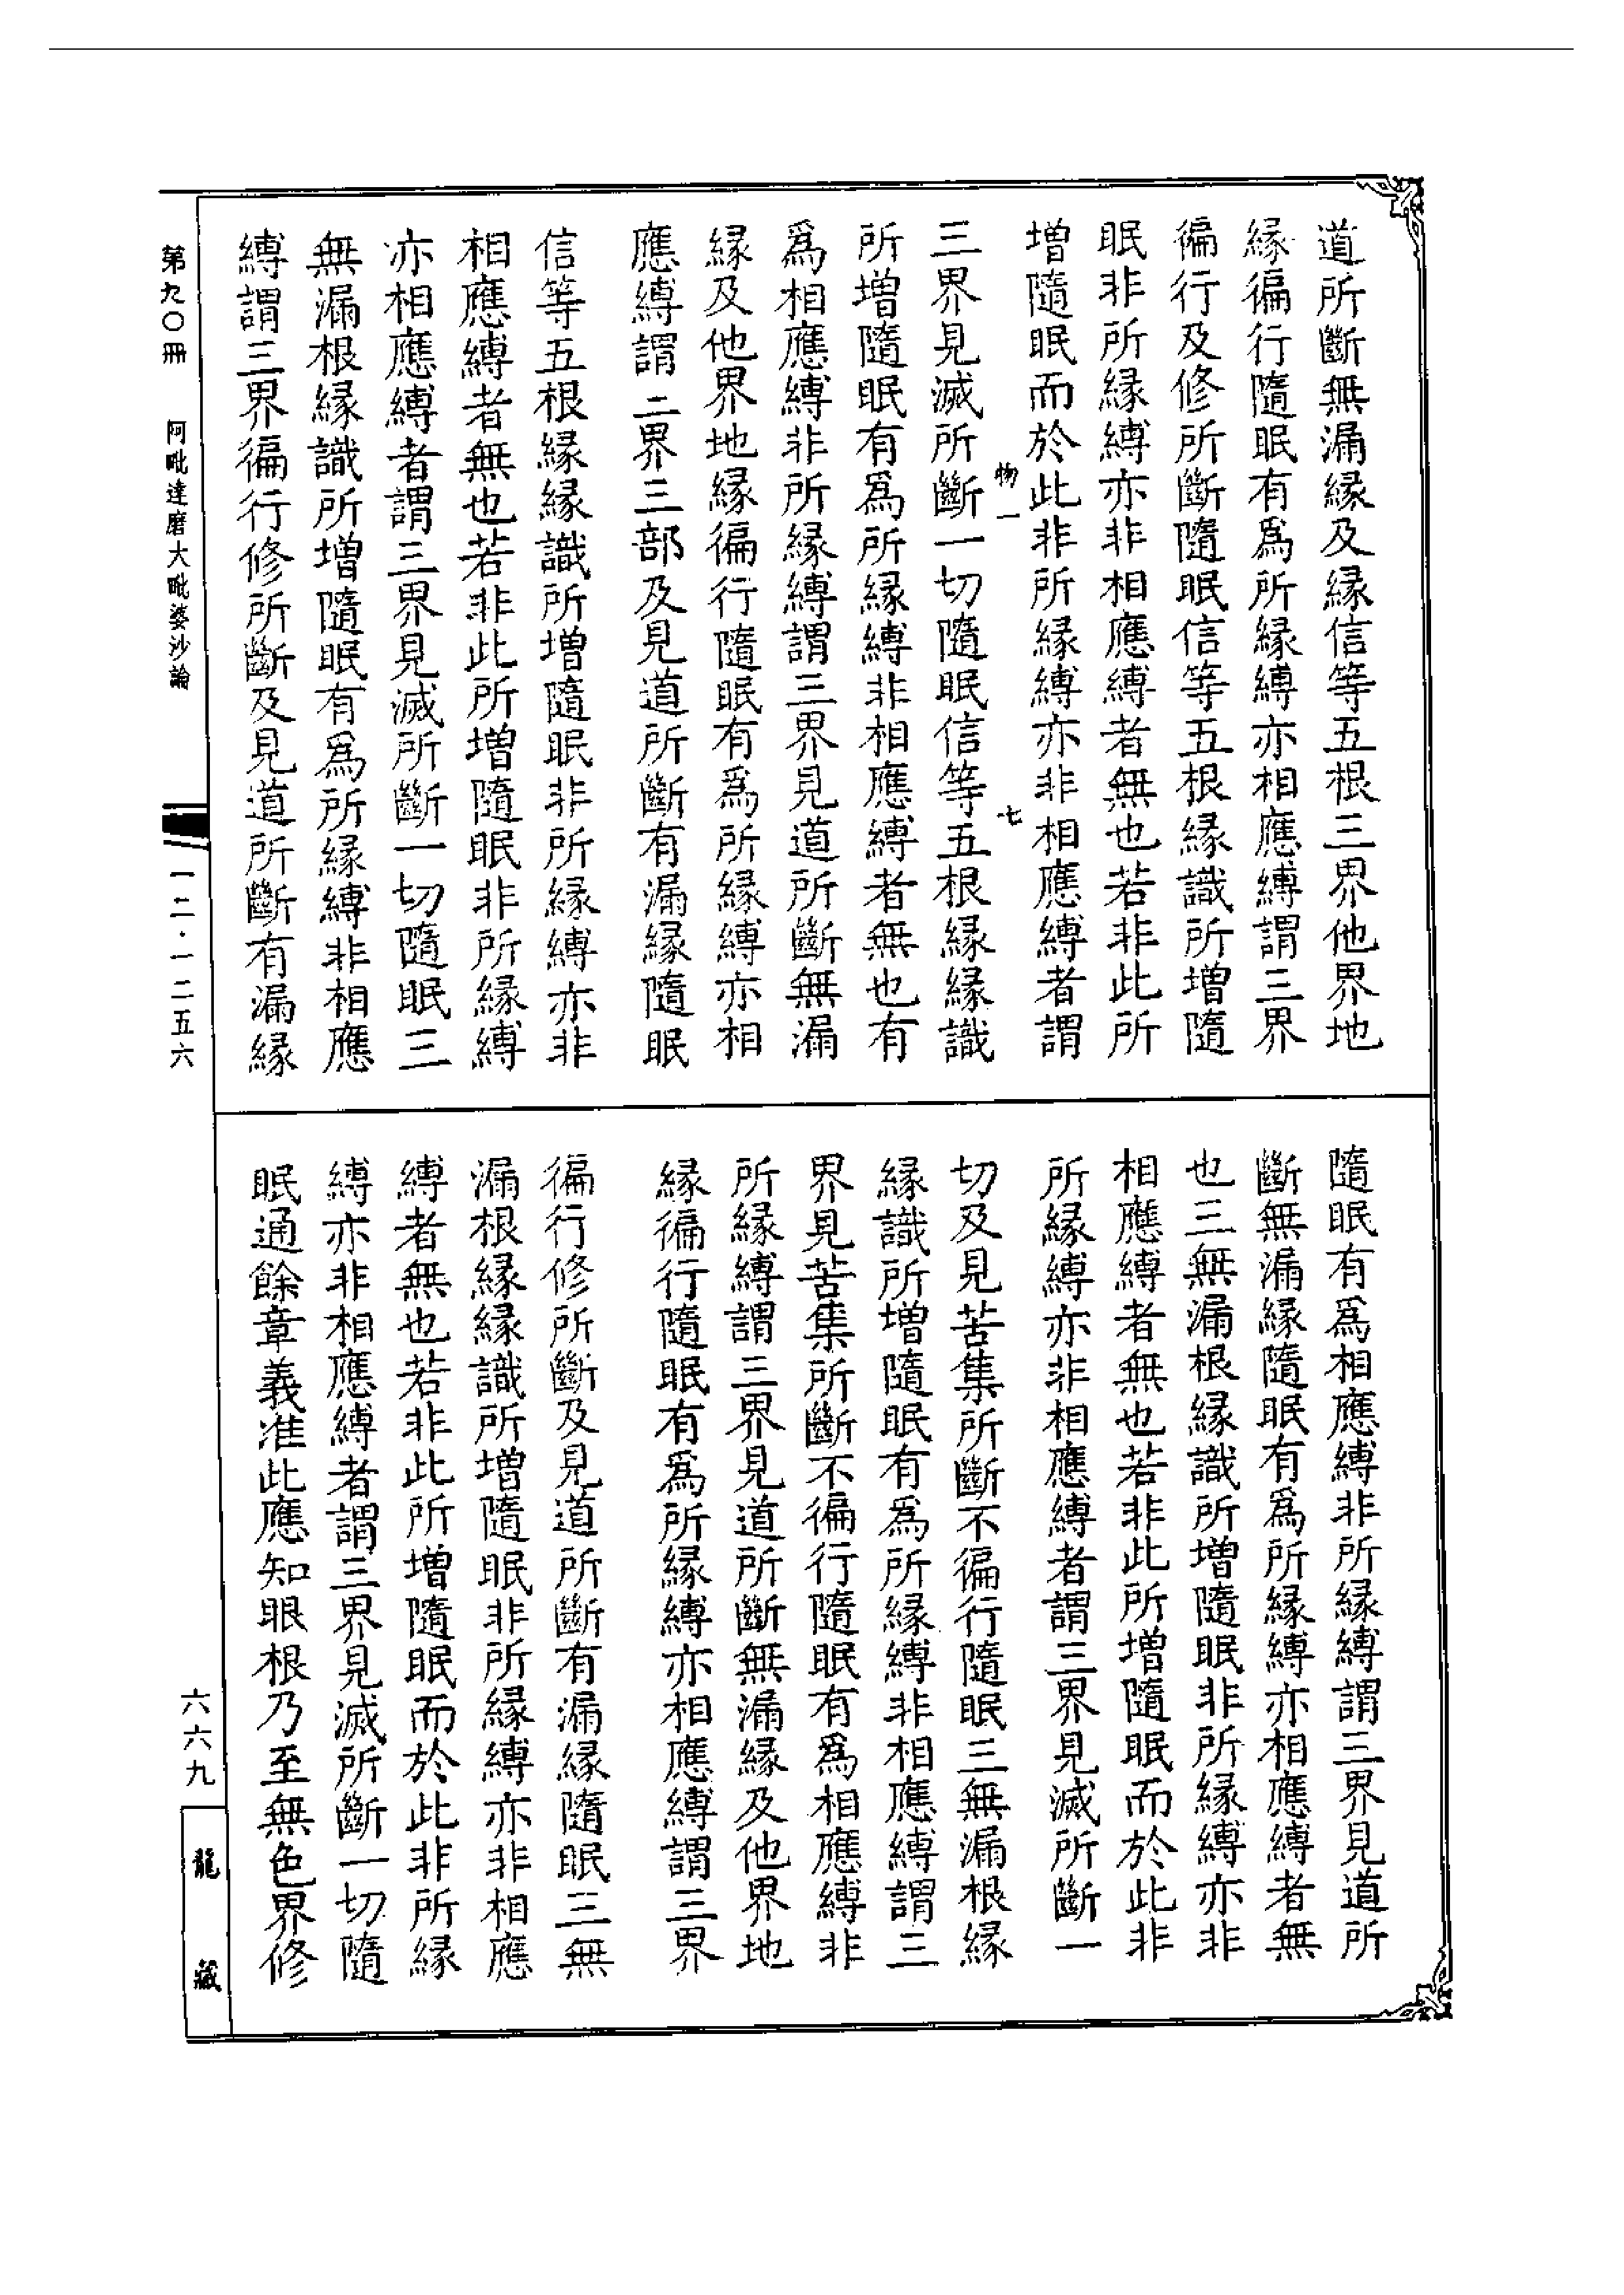 道所斷無漏緣及緣信等五根三界他界地
緣徧行隨眠有爲所緣縛亦相應縛謂三界
徧行及修所斷隨眠信等五根緣識所增隨
眠非所緣縛亦非相應縛者無也若非此所
增隨眠而於此非所緣縛亦非相應縛者謂
物一 七
三界見滅所斷一切隨眠信等五根緣緣識
所增隨眠有爲所緣縛非相應縛者無也有
爲相應縛非所緣縛謂三界見道所斷無漏
緣及他界地緣徧行隨眠有爲所緣縛亦相
應縛謂二界三部及見道所斷有漏緣隨眠
信等五根緣緣識所增隨眠非所緣縛亦非
相應縛者無也若非此所增隨眠非所緣縛
亦相應縛者謂三界見滅所斷一切隨眠三
無漏根緣識所增隨眠有爲所緣縛非相應
縛謂三界徧行修所斷及見道所斷有漏緣
隨眠有爲相應縛非所緣縛謂三界見道所
斷無漏緣隨眠有爲所緣縛亦相應縛者無
也三無漏根緣識所增隨眠非所緣縛亦非
相應縛者無也若非此所增隨眠而於此非
所緣縛亦非相應縛者謂三界見滅所斷一
切及見苦集所斷不徧行隨眠三無漏根緣
緣識所增隨眠有爲所緣縛非相應縛謂三
界見苦集所斷不徧行隨眠有爲相應縛非
所緣縛謂三界見道所斷無漏緣及他界地
緣徧行隨眠有爲所緣縛亦相應縛謂三界
徧行修所斷及見道所斷有漏緣隨眠三無
漏根緣緣識所增隨眠非所緣縛亦非相應
縛者無也若非此所增隨眠而於此非所緣
縛亦非相應縛者謂三界見滅所斷一切隨
眠通餘章義准此應知眼根乃至無色界修
第九〇冊 阿毗達磨大毗婆沙論 一二·一二五六 六六九 龍藏